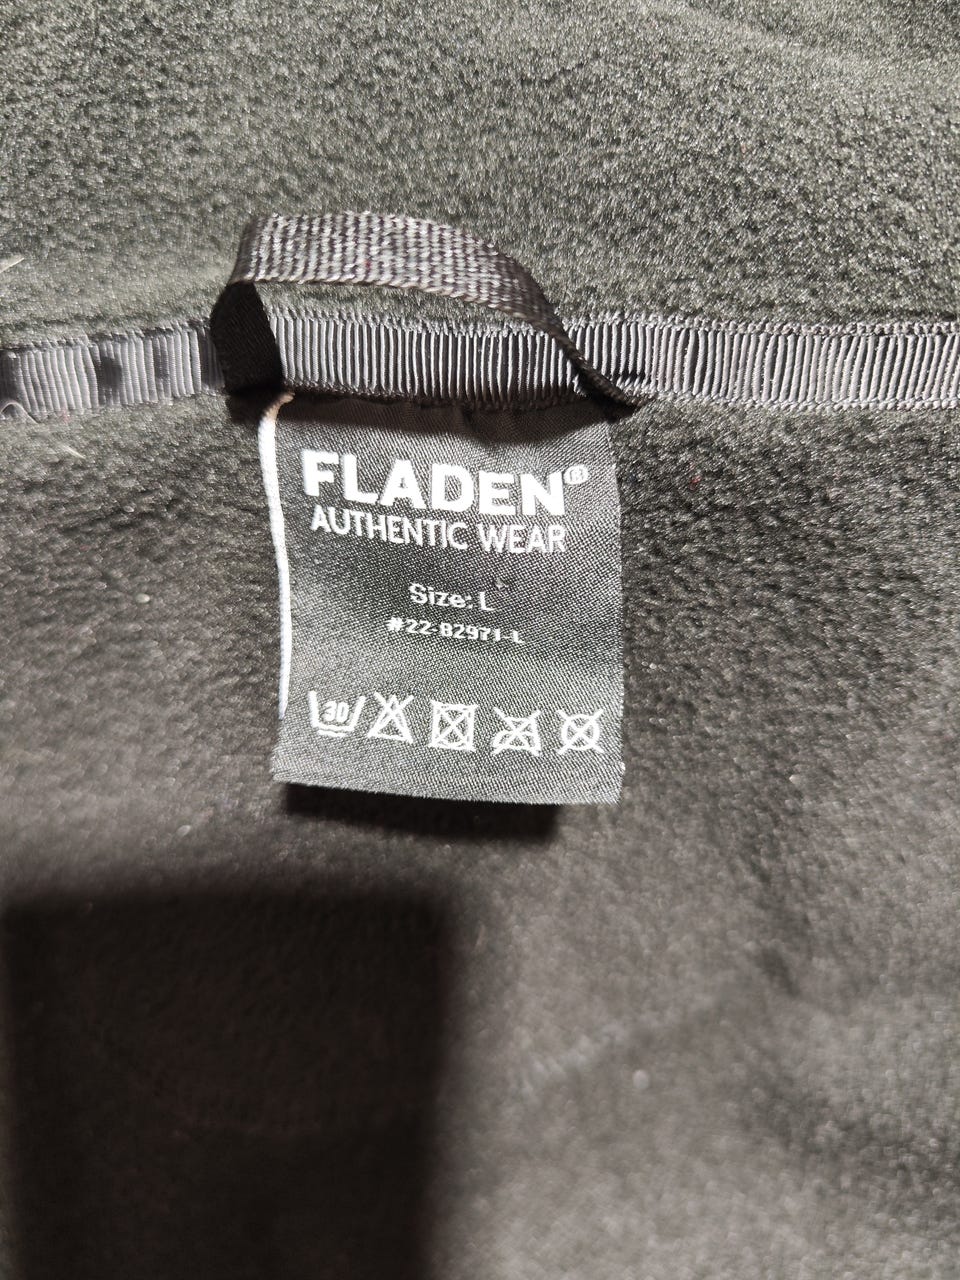 FLADEN®
AUTHENTIC WEAR
Size: L
#22-82971-L
30